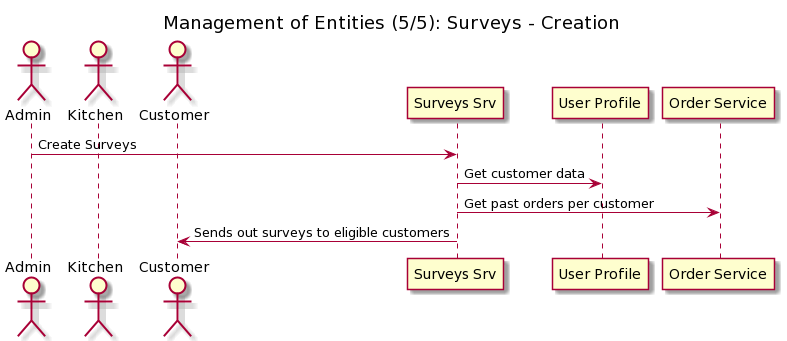 Management of Entities (5/5): Surveys - Creation
Admin
Kitchen
Customer
Surveys Srv
User Profile
Order Service
Create Surveys
Get customer data
Get past orders per customer
Sends out surveys to eligible customers
Admin
Kitchen
Customer
Surveys Srv
User Profile
Order Service